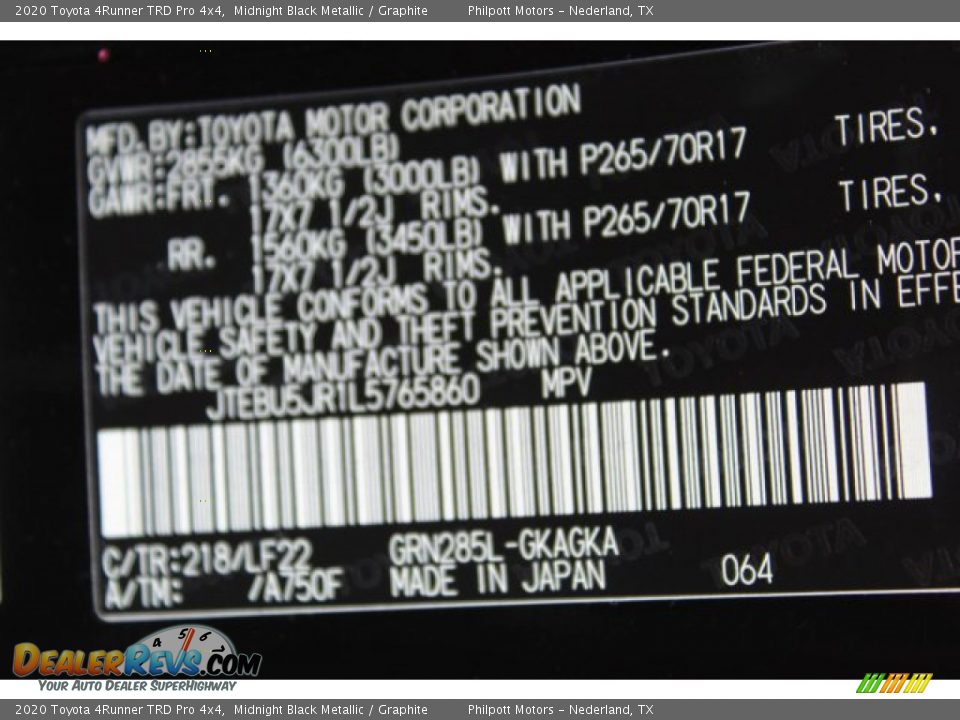 2020 Toyota 4Runner TRD Pro 4x4, Midnight Black Metallic / Graphite Philpott Motors - Nederland, TX
MFD.BY:TOYOTA MOTOR CORPORATION
GVWR:2855KG (6300LB)
GAWR:FRT. 1360KG (3000LB) WITH P265/70R17 TIRES,
17X7 1/2J RIMS.
RR. 1560KG (3450LB) WITH P265/70R17 TIRES,
17X7 1/2J RIMS.
THIS VEHICLE CONFORMS TO ALL APPLICABLE FEDERAL MOTOR
VEHICLE SAFETY AND THEFT PREVENTION STANDARDS IN EFFE
THE DATE OF MANUFACTURE SHOWN ABOVE.
JTEBU5JR1L5765860 MPV
C/TR:218/LF22 GRN285L-GKAGKA
A/TM: /A750F MADE IN JAPAN 064
DEALERREVS.COM
YOUR AUTO DEALER SUPERHIGHWAY
2020 Toyota 4Runner TRD Pro 4x4, Midnight Black Metallic / Graphite Philpott Motors - Nederland, TX